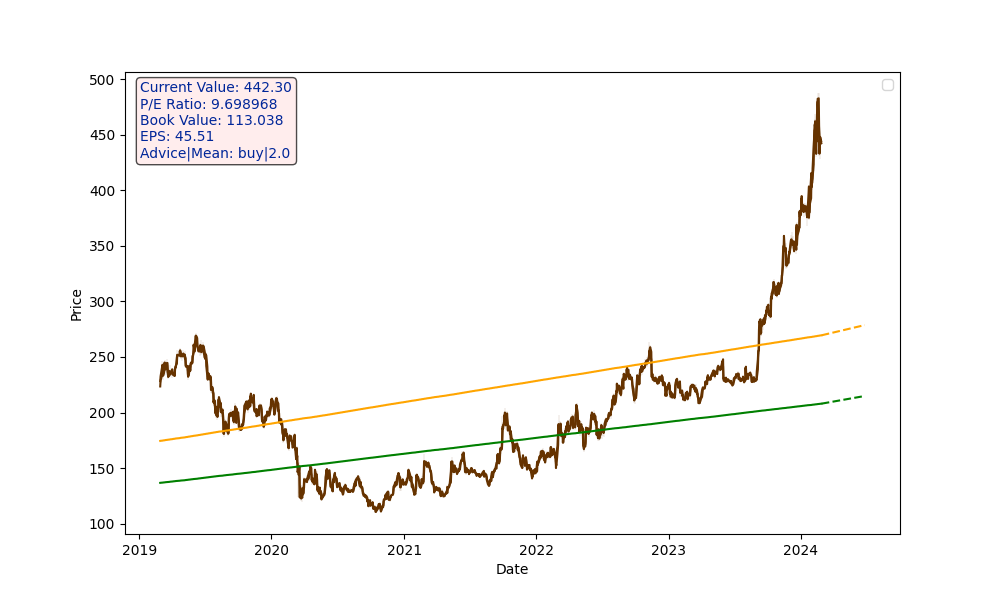 Current Value: 442.30
P/E Ratio: 9.698968
Book Value: 113.038
EPS: 45.51
Advice|Mean: buy|2.0
500
450
400
350
300
250
200
150
100
Price
2019 2020 2021 2022 2023 2024
Date